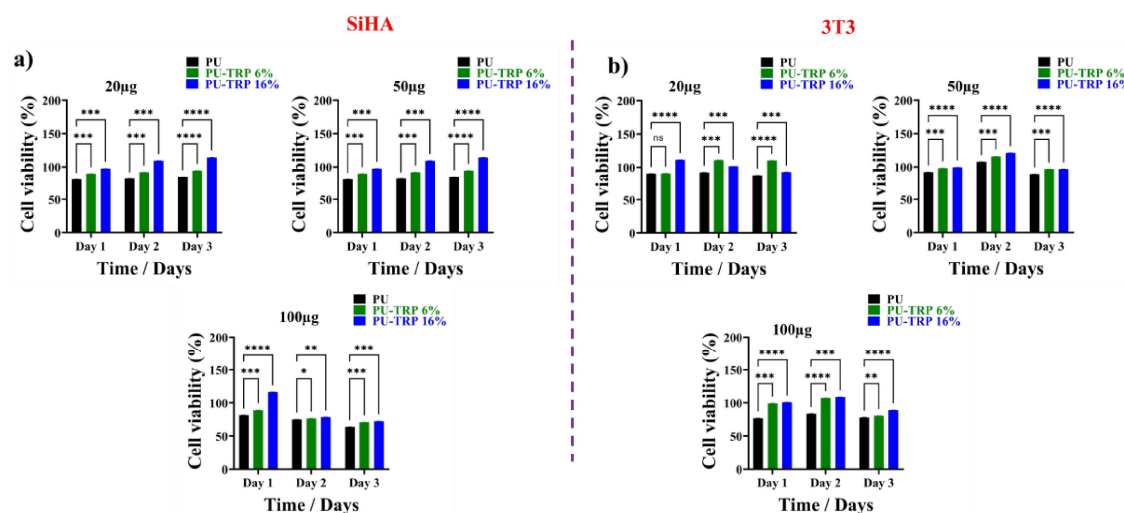 SiHA
3T3
a)
PU
PU-TRP 6%
PU-TRP 16%
20µg
Cell viability (%)
200
150
100
50
0
*** *** ****
*** *** ****
Day 1 Day 2 Day 3
Time / Days
PU
PU-TRP 6%
PU-TRP 16%
50µg
Cell viability (%)
200
150
100
50
0
*** *** ****
*** *** ****
Day 1 Day 2 Day 3
Time / Days
PU
PU-TRP 6%
PU-TRP 16%
100µg
Cell viability (%)
200
150
100
50
0
**** ** ***
*** * ***
Day 1 Day 2 Day 3
Time / Days
b)
PU
PU-TRP 6%
PU-TRP 16%
20µg
Cell viability (%)
200
150
100
50
0
**** *** ***
ns *** ****
Day 1 Day 2 Day 3
Time / Days
PU
PU-TRP 6%
PU-TRP 16%
50µg
Cell viability (%)
200
150
100
50
0
**** **** ****
*** *** ***
Day 1 Day 2 Day 3
Time / Days
PU
PU-TRP 6%
PU-TRP 16%
100µg
Cell viability (%)
200
150
100
50
0
**** *** ****
*** **** **
Day 1 Day 2 Day 3
Time / Days